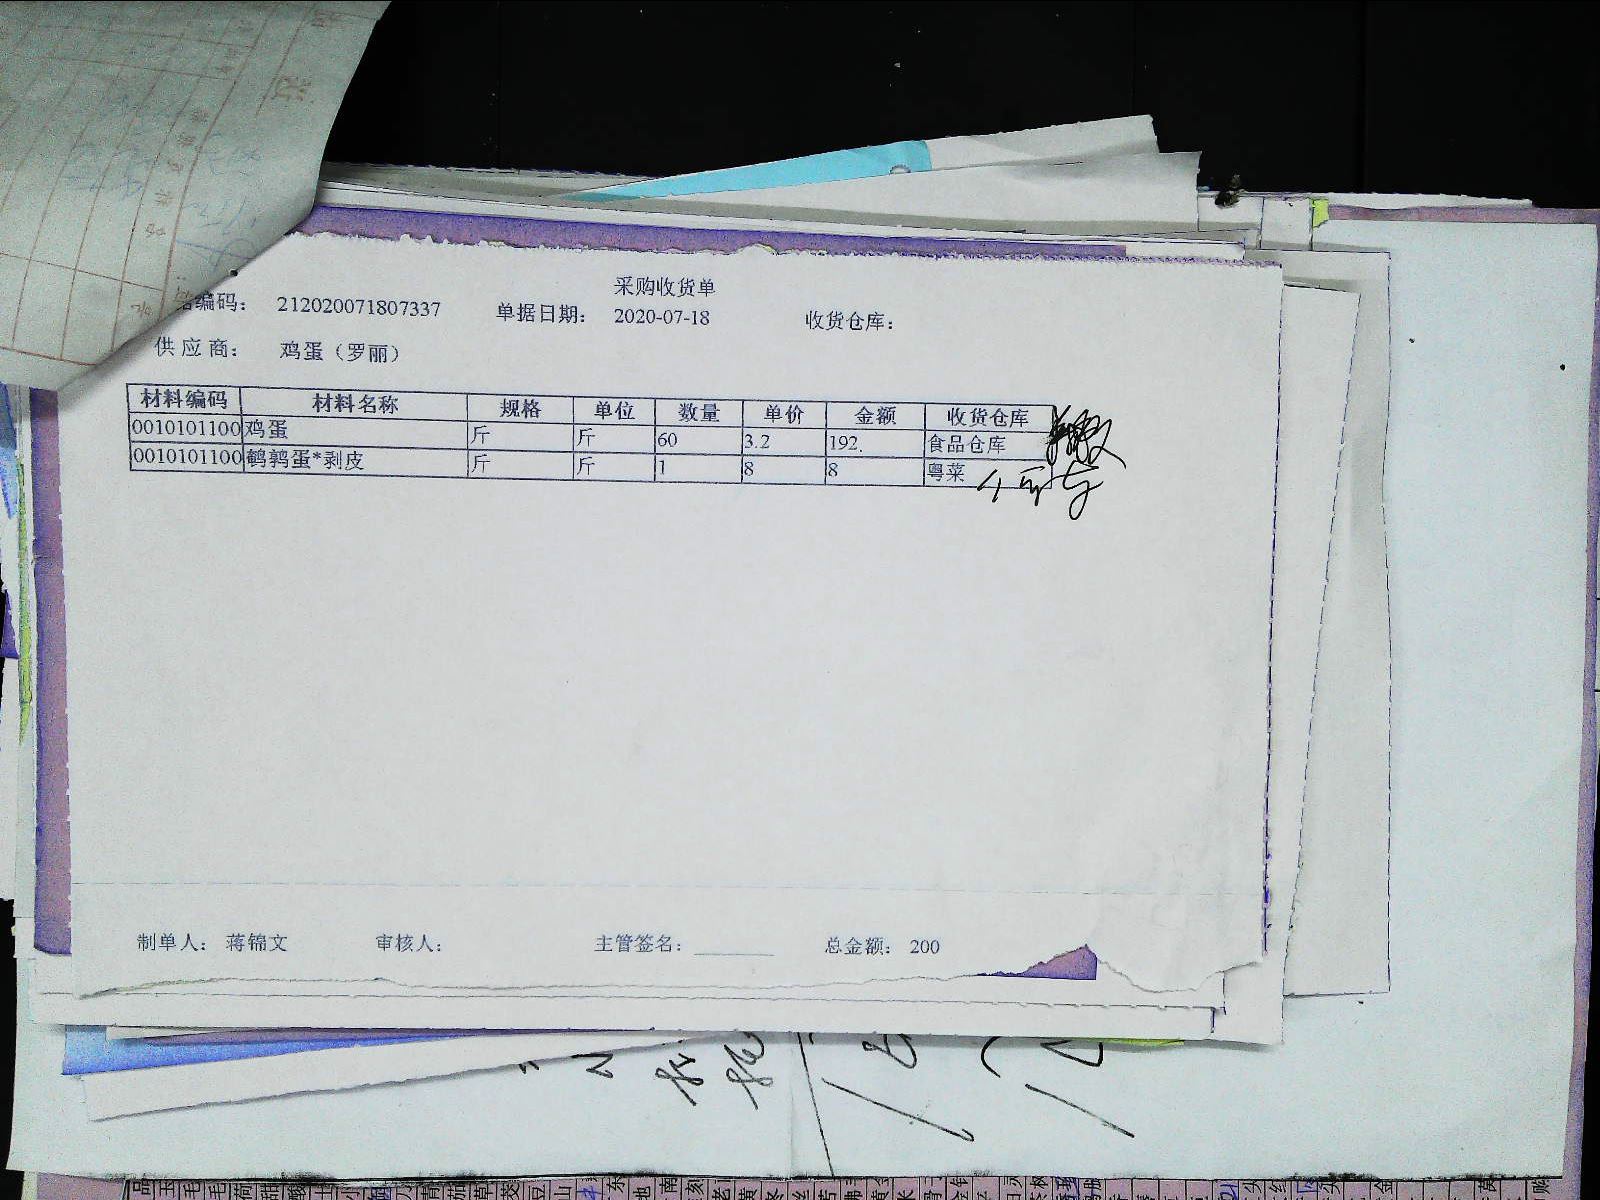 采购收货单
编码： 212020071807337 单据日期： 2020-07-18 收货仓库：
供应商： 鸡蛋（罗丽）
材料编码 材料名称 规格 单位 数量 单价 金额 收货仓库
0010101100 鸡蛋 斤 斤 60 3.2 192. 食品仓库
0010101100 鹌鹑蛋*剥皮 斤 斤 1 8 8 粤菜
制单人： 蒋锦文 审核人： 主管签名： 总金额： 200